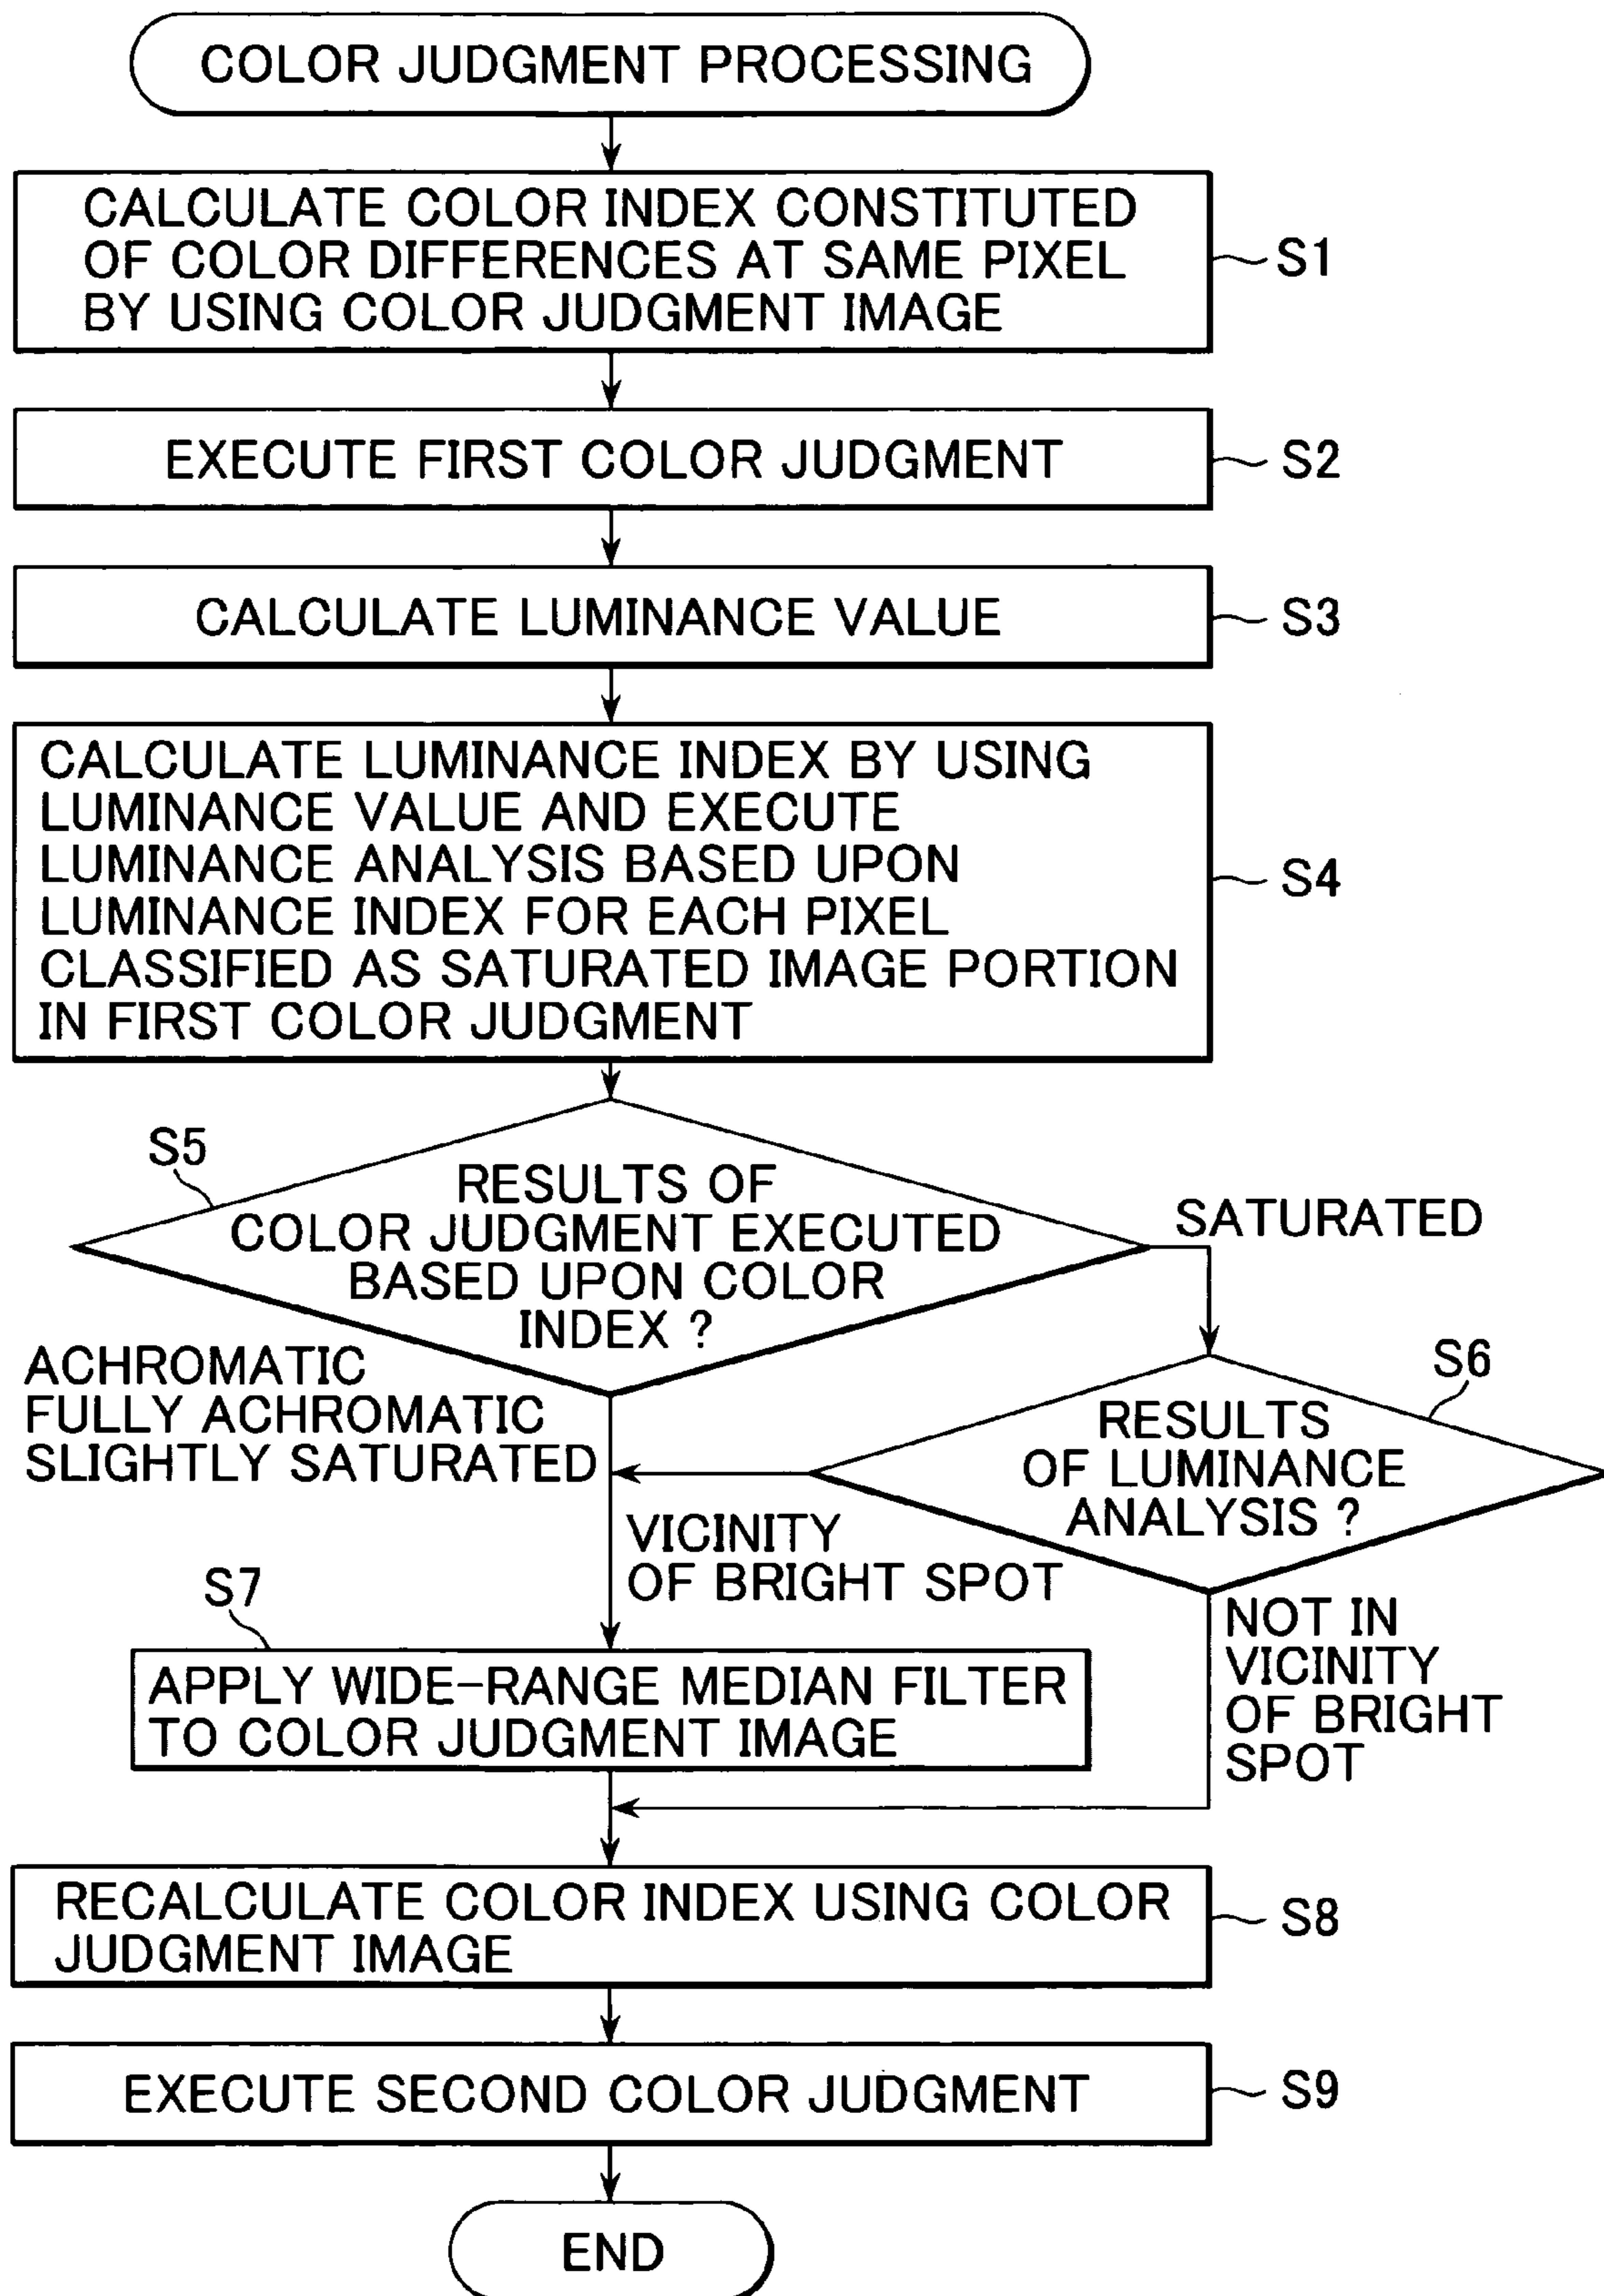 COLOR JUDGMENT PROCESSING
CALCULATE COLOR INDEX CONSTITUTED
OF COLOR DIFFERENCES AT SAME PIXEL
BY USING COLOR JUDGMENT IMAGE
S1
EXECUTE FIRST COLOR JUDGMENT
S2
CALCULATE LUMINANCE VALUE
S3
CALCULATE LUMINANCE INDEX BY USING
LUMINANCE VALUE AND EXECUTE
LUMINANCE ANALYSIS BASED UPON
LUMINANCE INDEX FOR EACH PIXEL
CLASSIFIED AS SATURATED IMAGE PORTION
IN FIRST COLOR JUDGMENT
S4
S5
RESULTS OF
COLOR JUDGMENT EXECUTED
BASED UPON COLOR
INDEX ?
SATURATED
ACHROMATIC
FULLY ACHROMATIC
SLIGHTLY SATURATED
S6
RESULTS
OF LUMINANCE
ANALYSIS ?
VICINITY
OF BRIGHT SPOT
NOT IN
VICINITY
OF BRIGHT
SPOT
S7
APPLY WIDE-RANGE MEDIAN FILTER
TO COLOR JUDGMENT IMAGE
RECALCULATE COLOR INDEX USING COLOR
JUDGMENT IMAGE
S8
EXECUTE SECOND COLOR JUDGMENT
S9
END